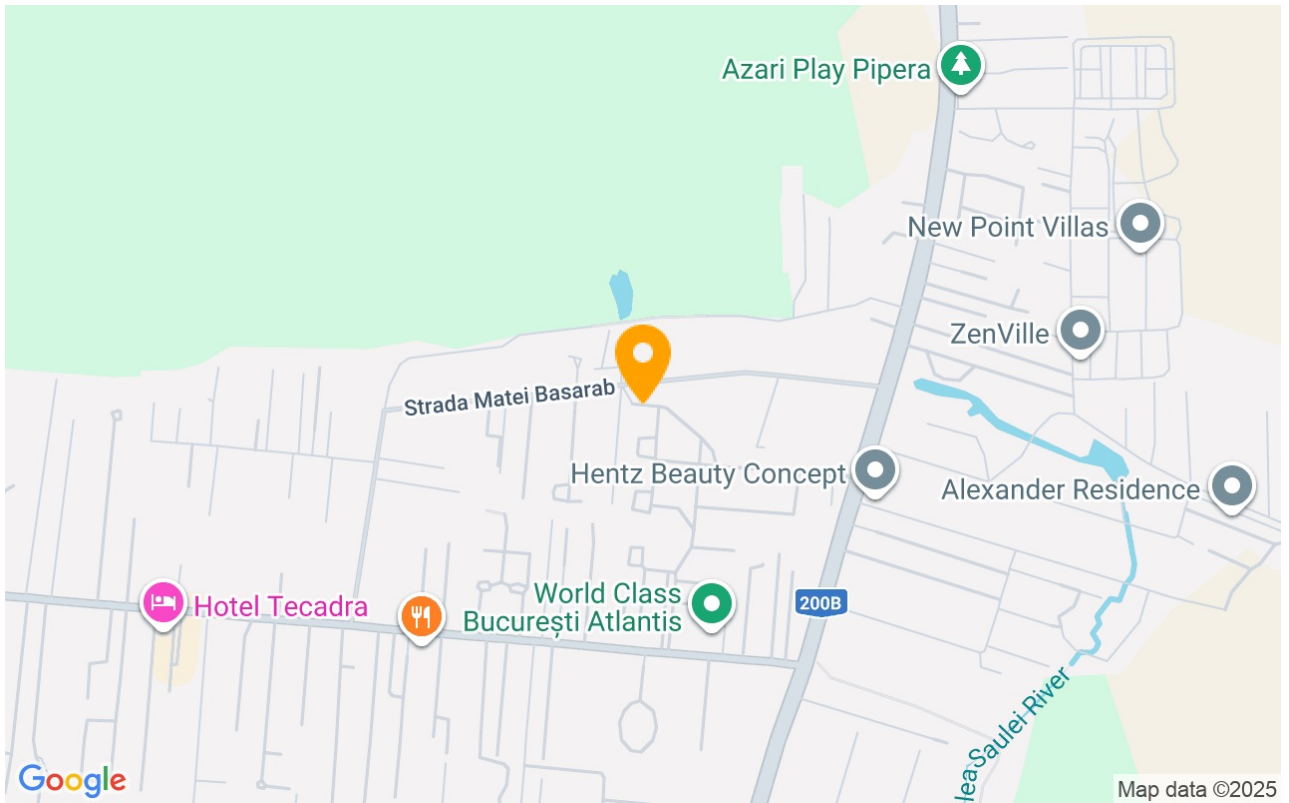 Azari Play Pipera
New Point Villas
ZenVille
Strada Matei Basarab
Hentz Beauty Concept
Alexander Residence
World Class
București Atlantis
200B
Hotel Tecadra
lea Saulei River
Google
Map data ©2025